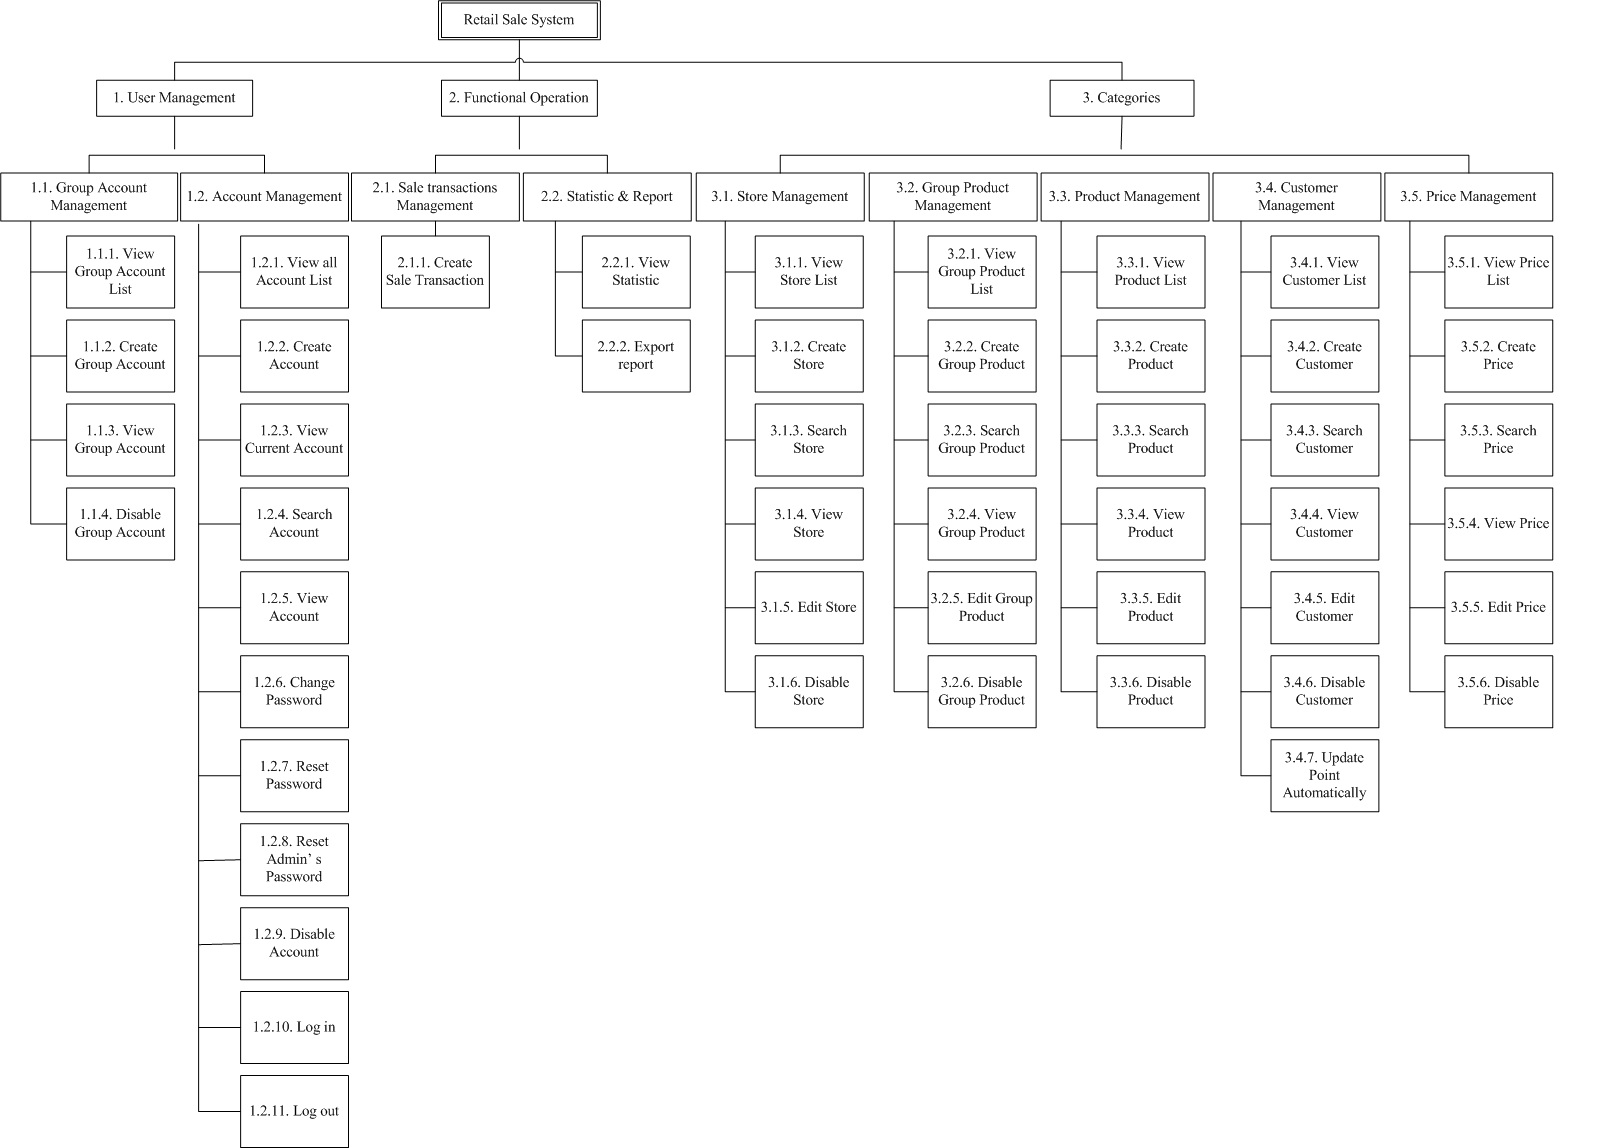 Retail Sale System
1. User Management
2. Functional Operation
3. Categories
1.1. Group Account
Management
1.2. Account Management
2.1. Sale transactions
Management
2.2. Statistic & Report
3.1. Store Management
3.2. Group Product
Management
3.3. Product Management
3.4. Customer
Management
3.5. Price Management
1.1.1. View
Group Account
List
1.1.2. Create
Group Account
1.1.3. View
Group Account
1.1.4. Disable
Group Account
1.2.1. View all
Account List
1.2.2. Create
Account
1.2.3. View
Current Account
1.2.4. Search
Account
1.2.5. View
Account
1.2.6. Change
Password
1.2.7. Reset
Password
1.2.8. Reset
Admin’ s
Password
1.2.9. Disable
Account
1.2.10. Log in
1.2.11. Log out
2.1.1. Create
Sale Transaction
2.2.1. View
Statistic
2.2.2. Export
report
3.1.1. View
Store List
3.1.2. Create
Store
3.1.3. Search
Store
3.1.4. View
Store
3.1.5. Edit Store
3.1.6. Disable
Store
3.2.1. View
Group Product
List
3.2.2. Create
Group Product
3.2.3. Search
Group Product
3.2.4. View
Group Product
3.2.5. Edit Group
Product
3.2.6. Disable
Group Product
3.3.1. View
Product List
3.3.2. Create
Product
3.3.3. Search
Product
3.3.4. View
Product
3.3.5. Edit
Product
3.3.6. Disable
Product
3.4.1. View
Customer List
3.4.2. Create
Customer
3.4.3. Search
Customer
3.4.4. View
Customer
3.4.5. Edit
Customer
3.4.6. Disable
Customer
3.4.7. Update
Point
Automatically
3.5.1. View Price
List
3.5.2. Create
Price
3.5.3. Search
Price
3.5.4. View Price
3.5.5. Edit Price
3.5.6. Disable
Price